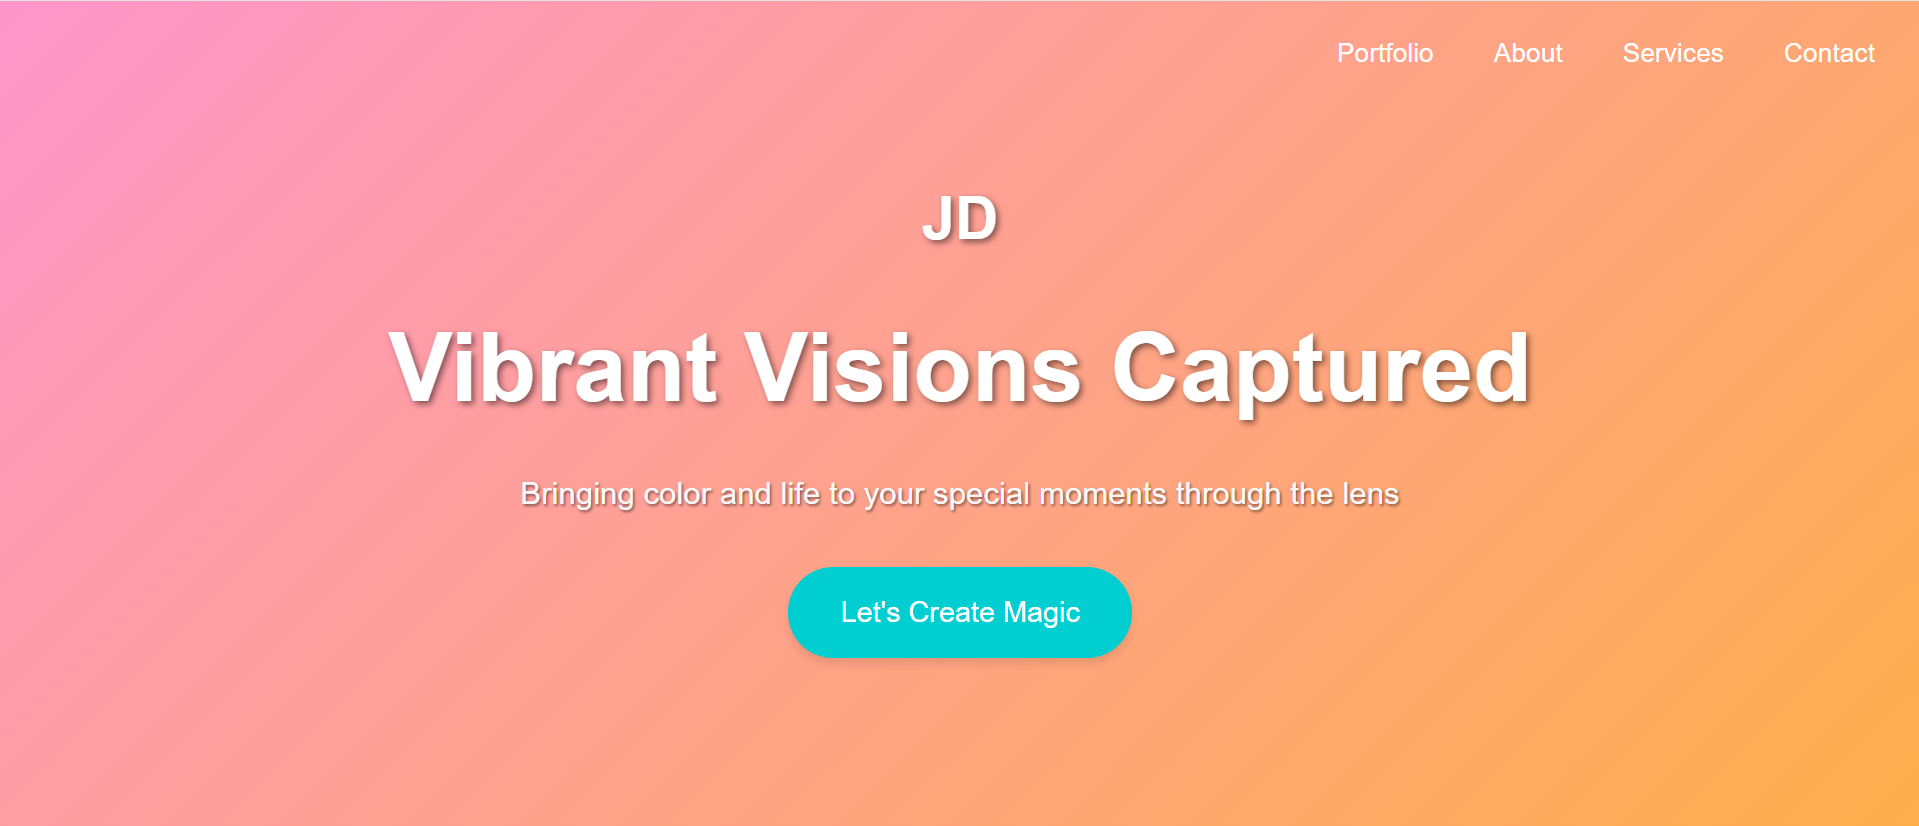 Portfolio About Services Contact
JD
Vibrant Visions Captured
Bringing color and life to your special moments through the lens
Let's Create Magic